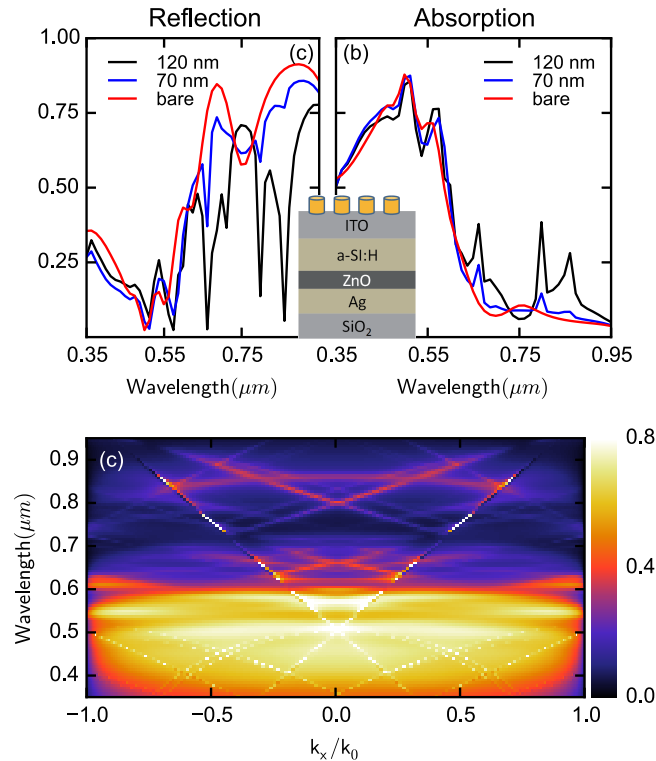 Reflection Absorption
1.00
0.75
0.50
0.25
(c)
120 nm
70 nm
bare
(b)
120 nm
70 nm
bare
ITO
a-SI:H
ZnO
Ag
SiO2
0.35 0.55 0.75 0.35 0.55 0.75 0.95
Wavelength(μm) Wavelength(μm)
(c)
0.9
0.8
0.7
0.6
0.5
0.4
Wavelength(μm)
−1.0 −0.5 0.0 0.5 1.0
kx/k0
0.8
0.4
0.0